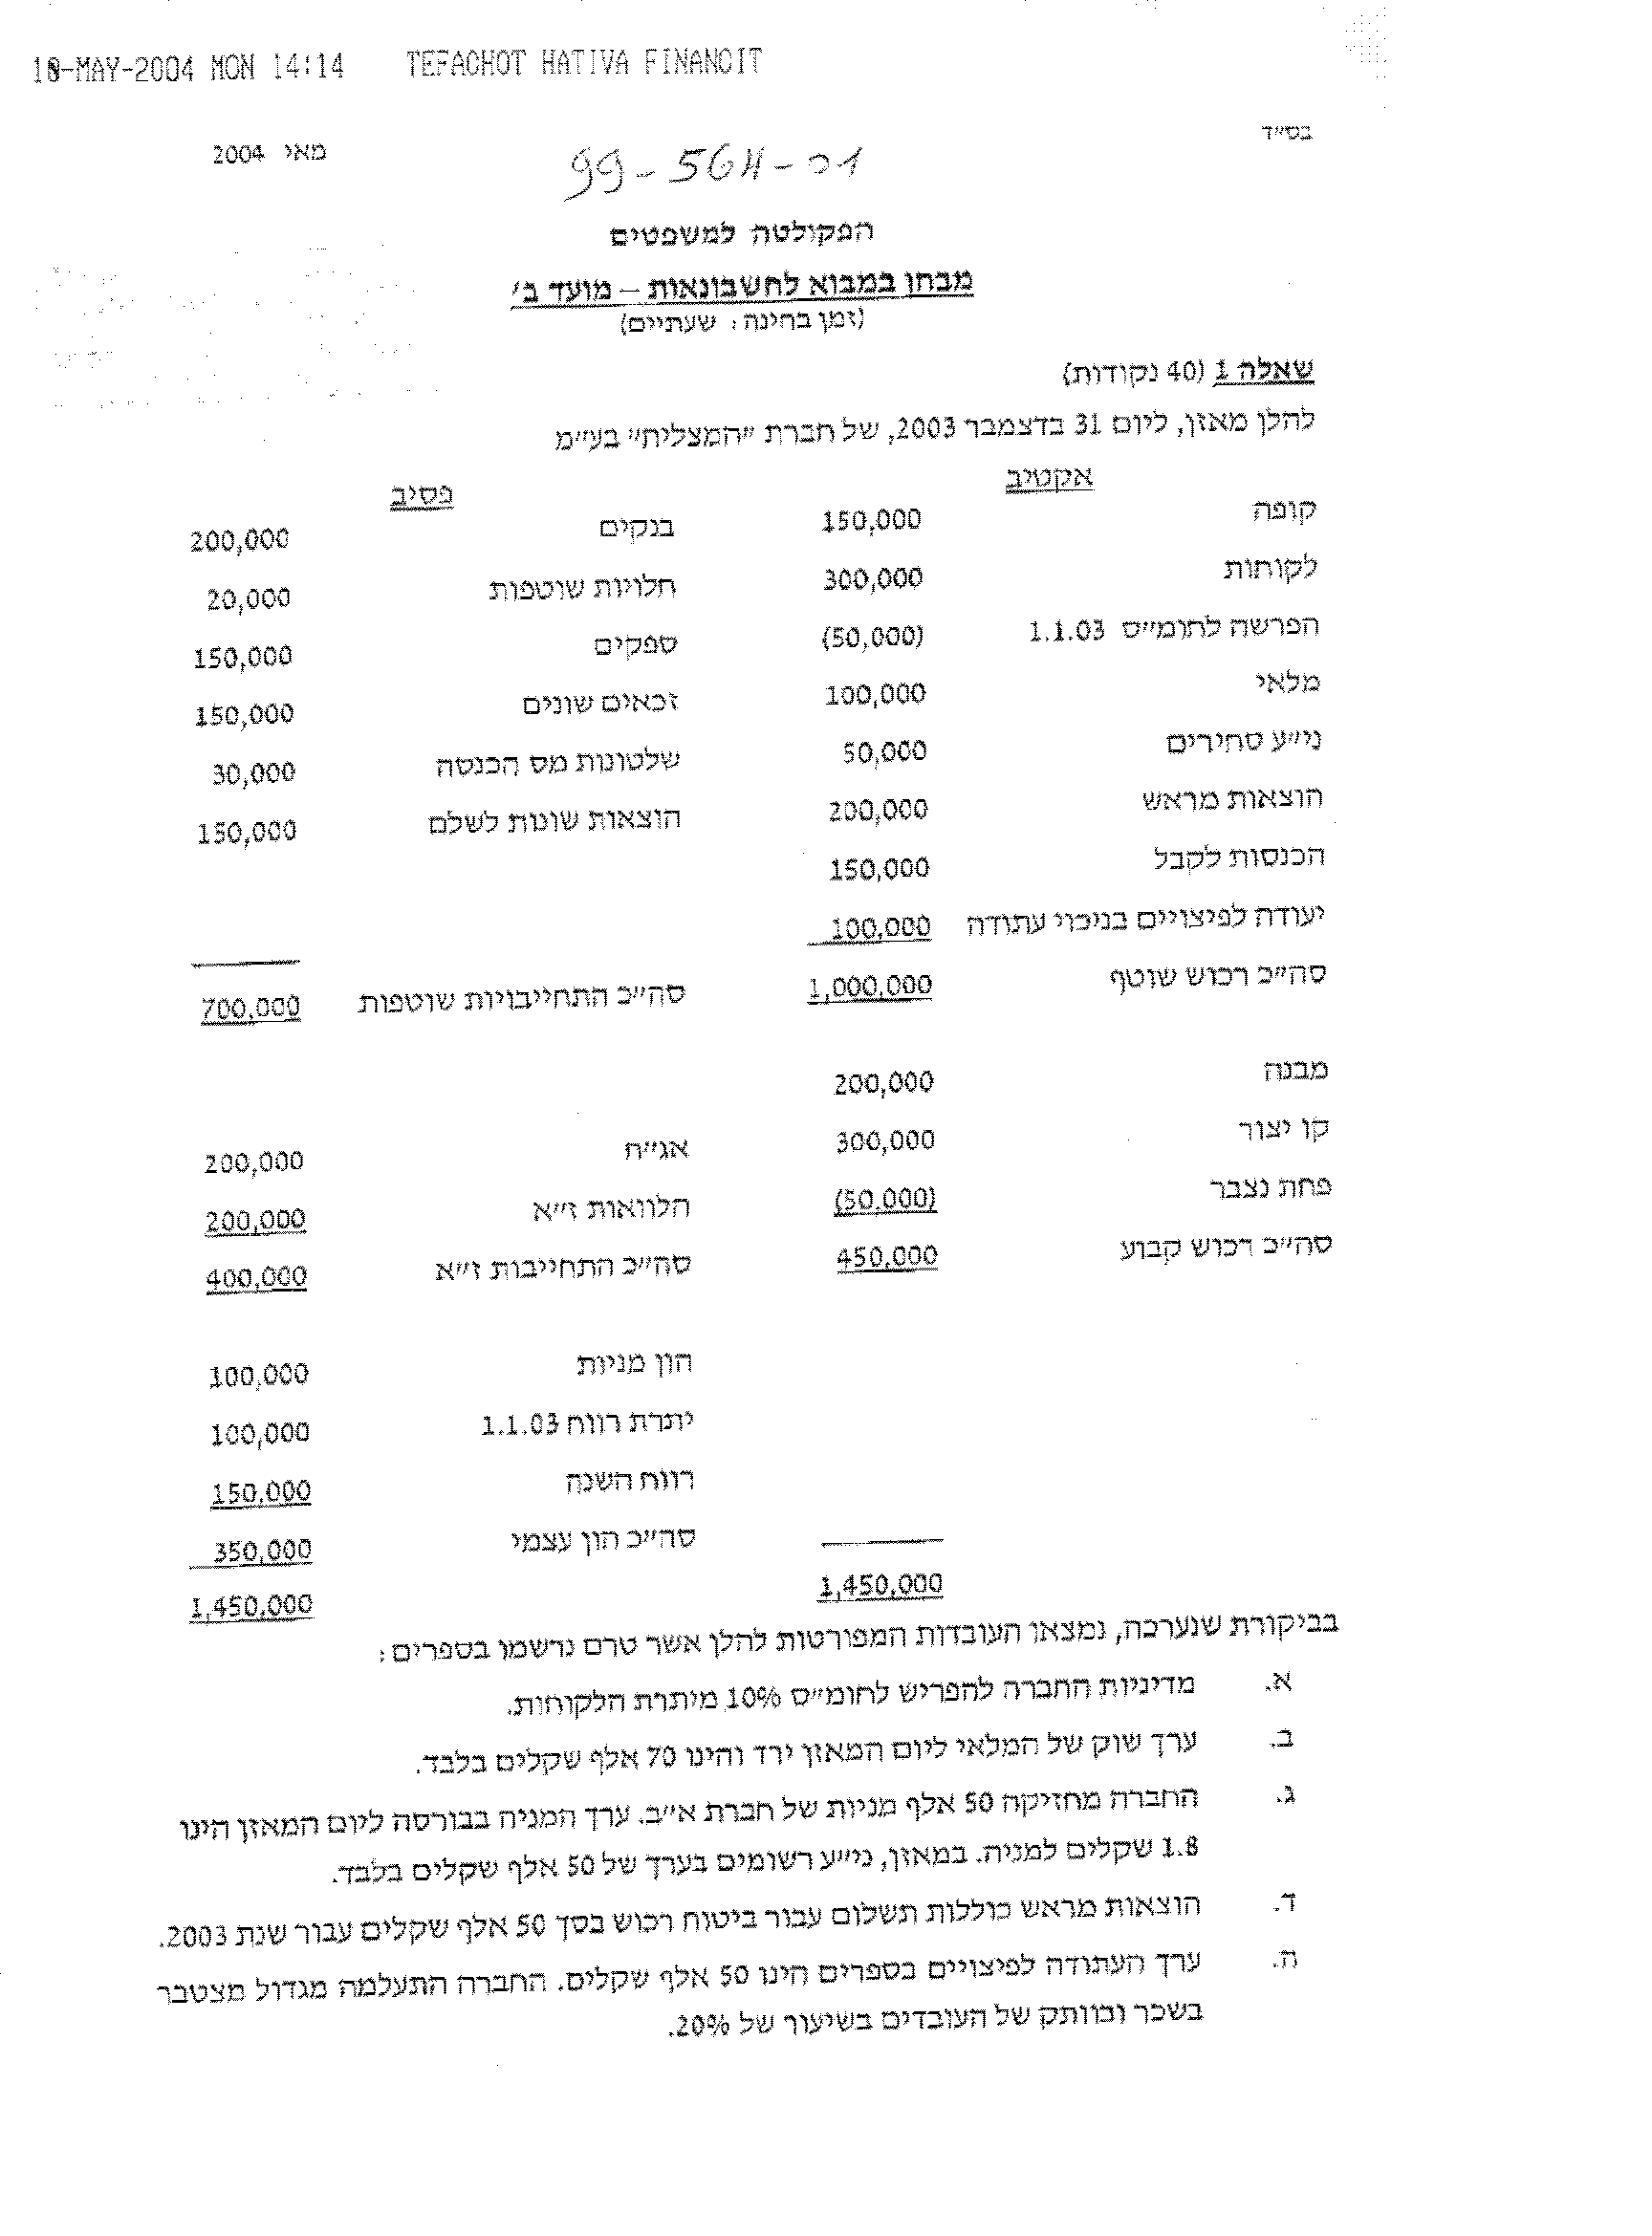 10-MAY-2004 MON 14:14 TEFACHOT HATIVA FINANCIT
בס״ד
מאי 2004
99-564-01
הפקולטה למשפטים
מבחן במבוא לחשבונאות – מועד ב׳
(זמן בחינה: שעתיים)
שאלה 1 (40 נקודות)
להלן מאזן, ליום 31 בדצמבר 2003, של חברת ״המצליח״ בע״מ
אקטיב פסיב
קופה 150,000 בנקים 200,000
לקוחות 300,000 חלויות שוטפות 20,000
הפרשה לחומ״ס 1.1.03 (50,000) ספקים 150,000
מלאי 100,000 זכאים שונים 150,000
ני״ע סחירים 50,000 שלטונות מס הכנסה 30,000
הוצאות מראש 200,000 הוצאות שונות לשלם 150,000
הכנסות לקבל 150,000
יעודה לפיצויים בניכוי עתודה 100,000
סה״כ רכוש שוטף 1,000,000 סה״כ התחייבויות שוטפות 700,000
מבנה 200,000
קו יצור 300,000 אג״ח 200,000
פחת נצבר (50,000) הלוואות ז״א 200,000
סה״כ רכוש קבוע 450,000 סה״כ התחייבות ז״א 400,000
הון מניות 100,000
יתרת רווח 1.1.03 100,000
רווח השנה 150,000
סה״כ הון עצמי 350,000
1,450,000 1,450,000
בביקורת שנערכה, נמצאו העובדות המפורטות להלן אשר טרם נרשמו בספרים:
א. מדיניות החברה להפריש לחומ״ס 10% מיתרת הלקוחות.
ב. ערך שוק של המלאי ליום המאזן ירד והינו 70 אלף שקלים בלבד.
ג. החברה מחזיקה 50 אלף מניות של חברת א״ב. ערך המניה בבורסה ליום המאזן הינו
1.8 שקלים למניה. במאזן, ני״ע רשומים בערך של 50 אלף שקלים בלבד.
ד. הוצאות מראש כוללות תשלום עבור ביטוח רכוש בסך 50 אלף שקלים עבור שנת 2003.
ה. ערך העתודה לפיצויים בספרים הינו 50 אלף שקלים. החברה התעלמה מגדול מצטבר
בשכר ובוותק של העובדים בשיעור של 20%.